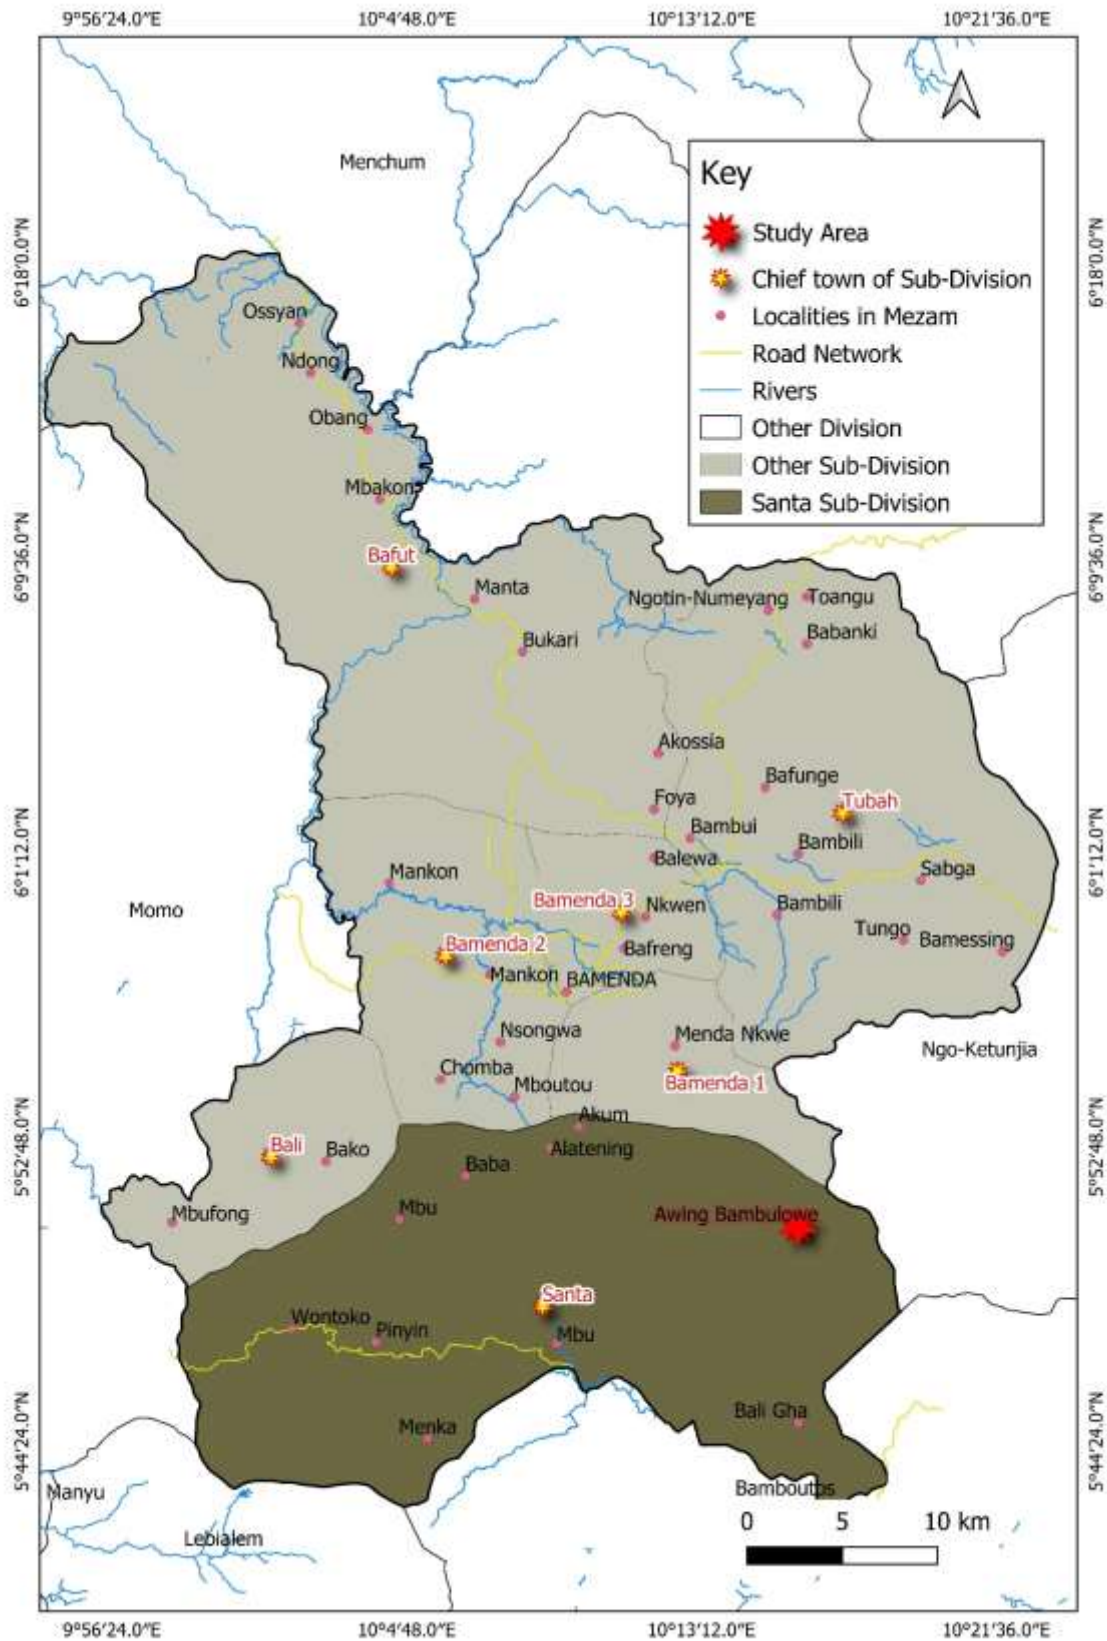 9°56′24.0″E 10°4′48.0″E 10°13′12.0″E 10°21′36.0″E
Menchum
Key
Study Area
Chief town of Sub-Division
Localities in Mezam
Road Network
Rivers
Other Division
Other Sub-Division
Santa Sub-Division
6°18′0.0″N 6°18′0.0″N
Ossyan
Ndong
Obang
Mbakon
6°9′36.0″N 6°9′36.0″N
Bafut
Manta
Ngotin-Numeyang
Toangu
Bukari
Babanki
Akossia
Bafunge
Foya
Tubah
Bambui
6°1′12.0″N 6°1′12.0″N
Bambili
Balewa
Mankon
Sabga
Momo
Bamenda 3
Nkwen
Bambili
Tungo
Bamessing
Bamenda 2
Bafreng
Mankon
BAMENDA
Nsongwa
Menda Nkwe
Ngo-Ketunjia
Chomba
Mboutou
Bamenda 1
Akum
5°52′48.0″N 5°52′48.0″N
Bali
Bako
Alatening
Baba
Mbu
Mbufong
Awing Bambulowe
Santa
Wontoko
Pinyin
Mbu
Bali Gha
Menka
5°44′24.0″N 5°44′24.0″N
Manyu
Bamboutos
Lebialem
0 5 10 km
9°56′24.0″E 10°4′48.0″E 10°13′12.0″E 10°21′36.0″E